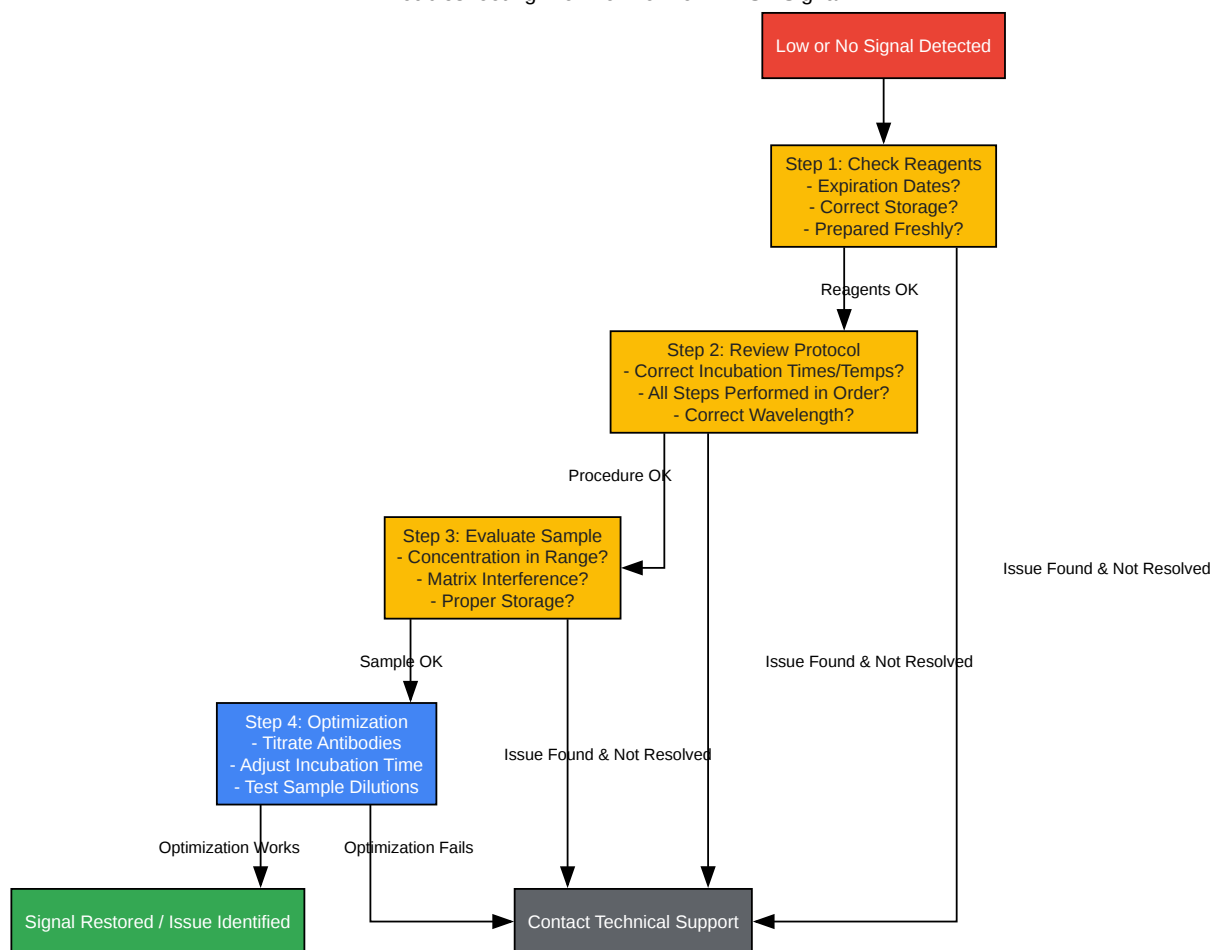 Low or No Signal Detected
Step 1: Check Reagents
- Expiration Dates?
- Correct Storage?
- Prepared Freshly?
Reagents OK
Step 2: Review Protocol
- Correct Incubation Times/Temps?
- All Steps Performed in Order?
- Correct Wavelength?
Procedure OK
Step 3: Evaluate Sample
- Concentration in Range?
- Matrix Interference?
- Proper Storage?
Issue Found & Not Resolved
Sample OK
Issue Found & Not Resolved
Step 4: Optimization
- Titrate Antibodies
- Adjust Incubation Time
- Test Sample Dilutions
Issue Found & Not Resolved
Optimization Works
Optimization Fails
Signal Restored / Issue Identified
Contact Technical Support